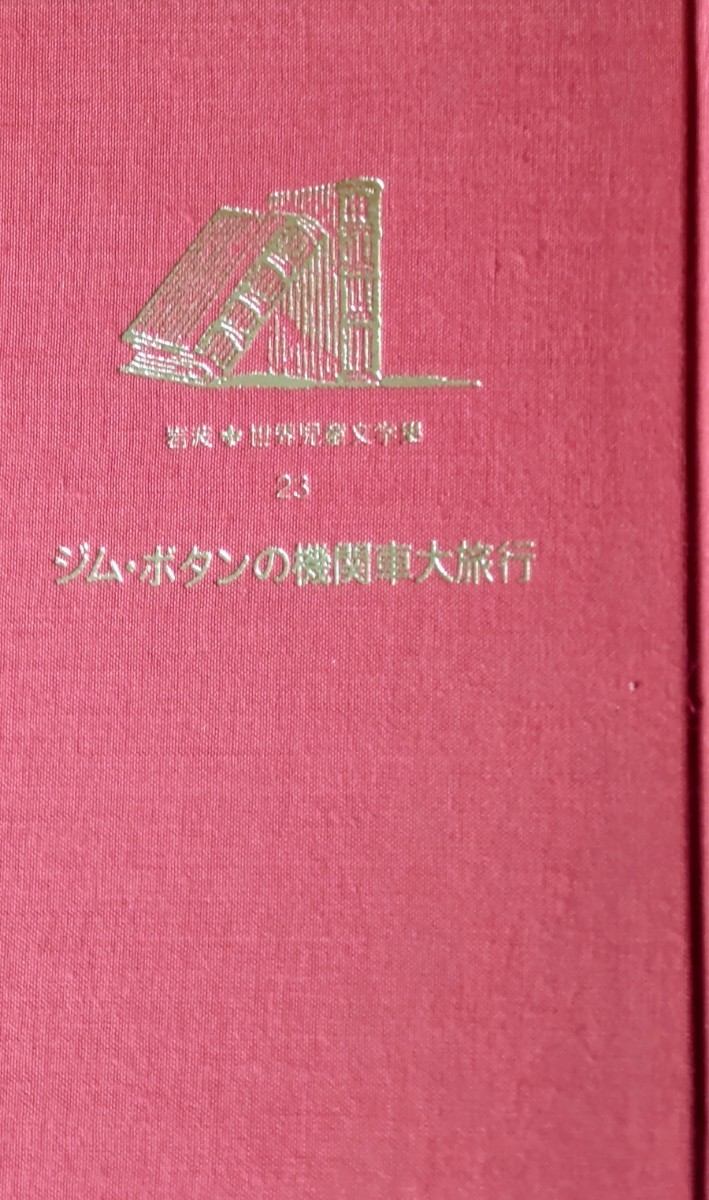 岩波✤世界児童文学集
23
ジム・ボタンの機関車大旅行